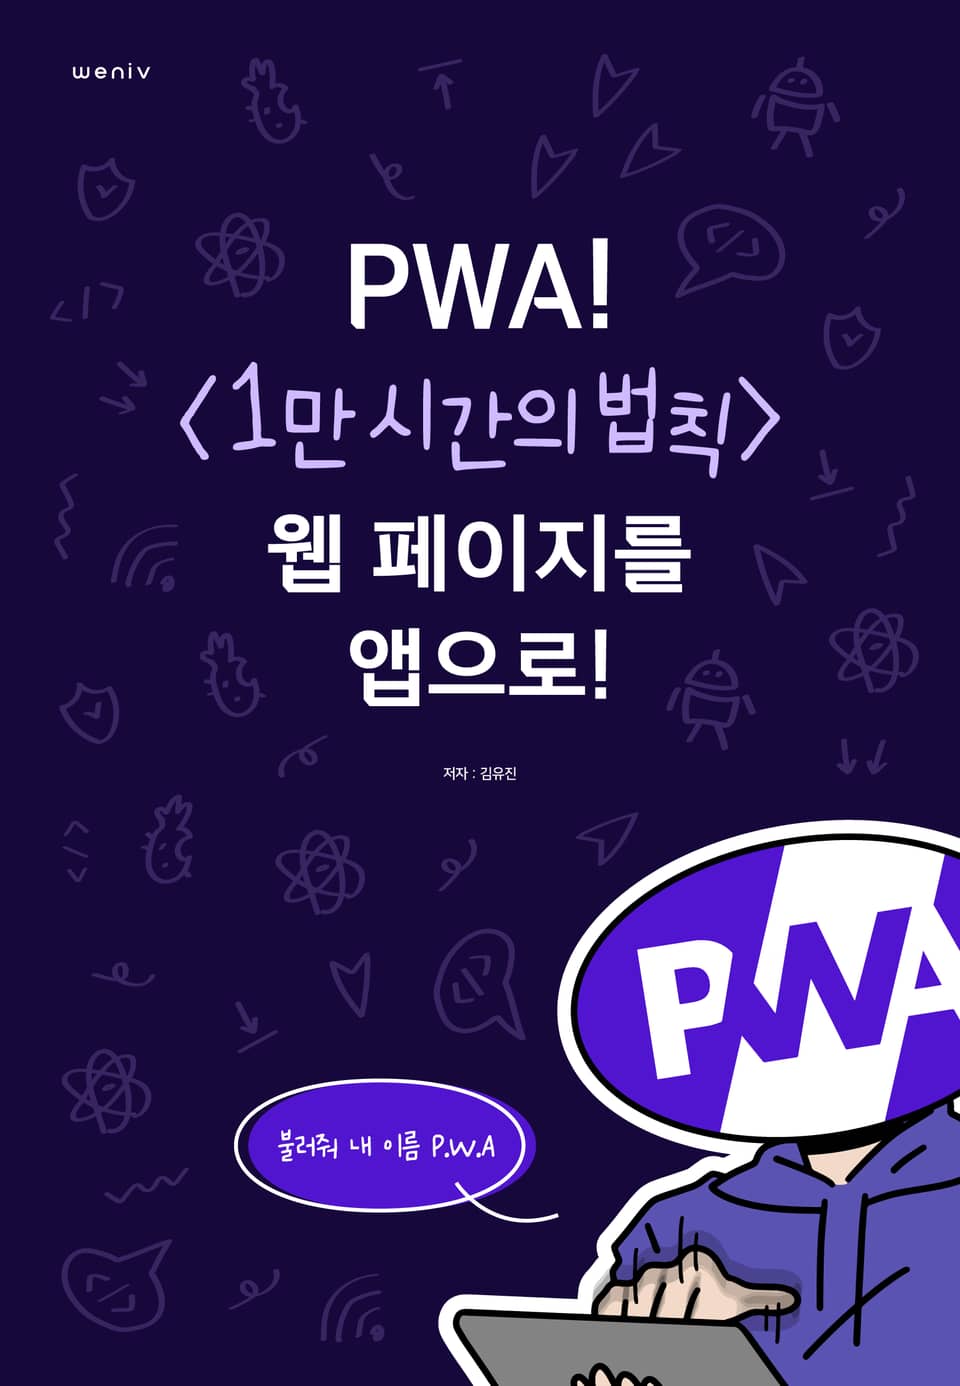 weniv
PWA!
<1만 시간의 법칙>
웹 페이지를
앱으로!
저자 : 김유진
PWA
불러줘 내 이름 P.W.A